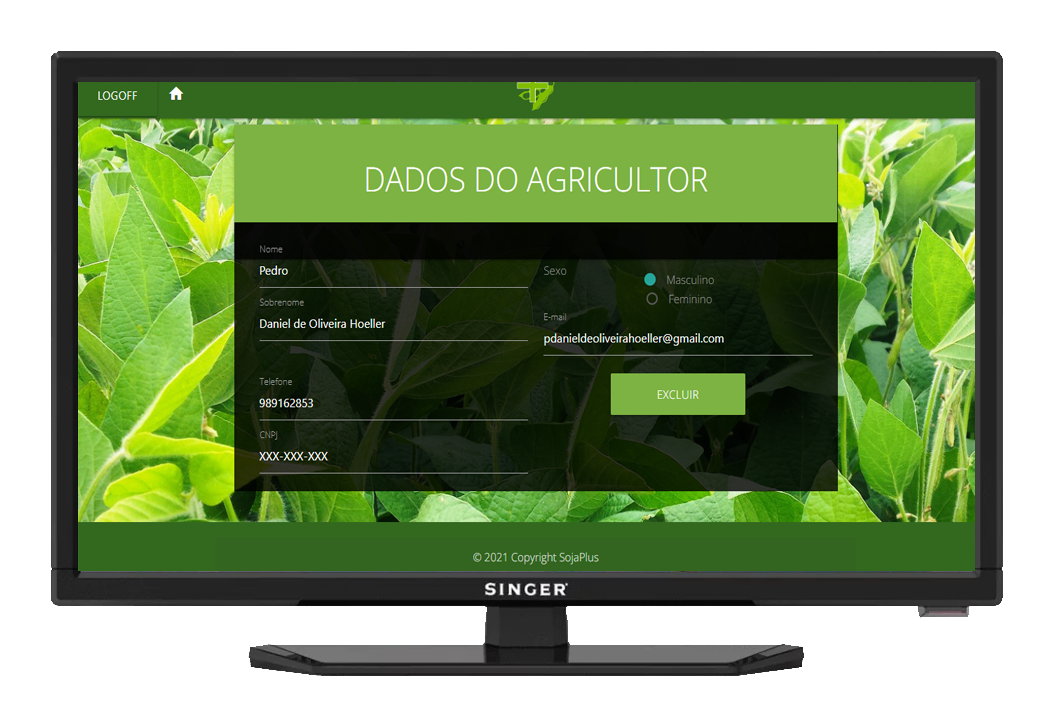 LOGOFF
DADOS DO AGRICULTOR
Nome
Pedro
Sobrenome
Daniel de Oliveira Hoeller
Telefone
989162853
CNPJ
XXX-XXX-XXX
Sexo
Masculino
Feminino
E-mail
pdanieldeoliveirahoeller@gmail.com
EXCLUIR
© 2021 Copyright SojaPlus
SINGER